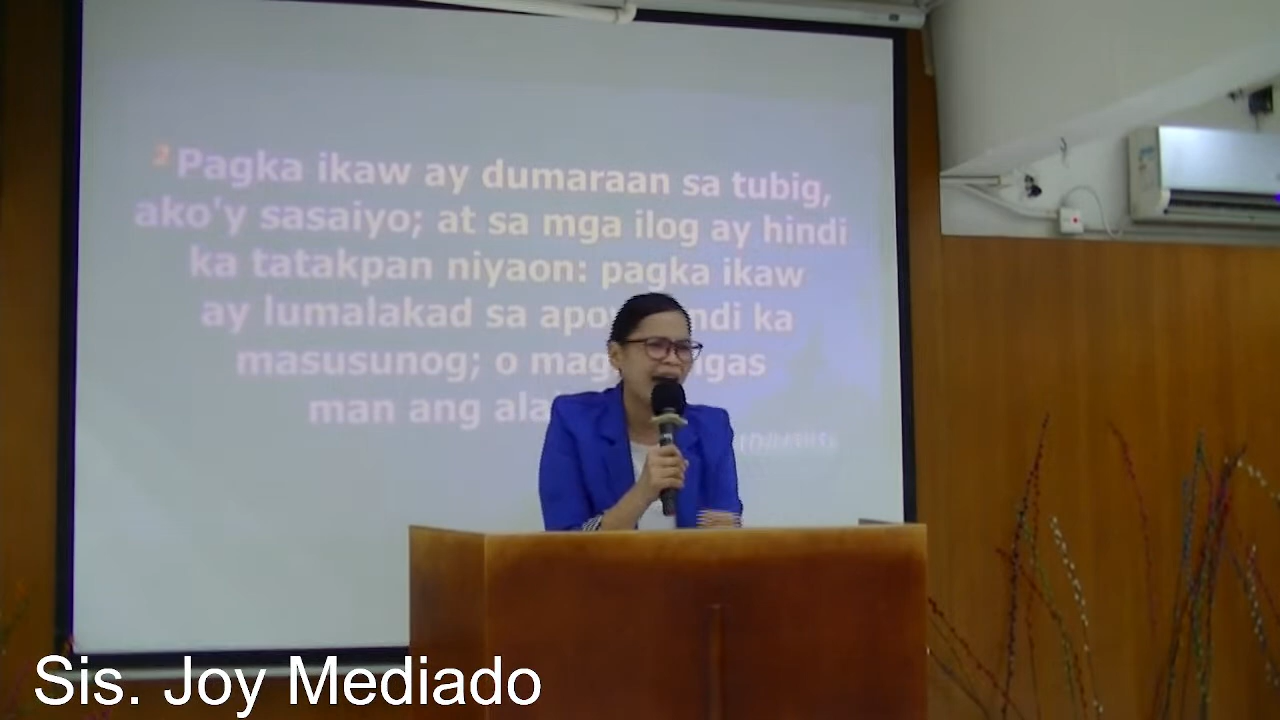 2 Pagka ikaw ay dumaraan sa tubig,
ako'y sasaiyo; at sa mga ilog ay hindi
ka tatakpan niyaon: pagka ikaw
ay lumalakad sa ka
masusunog; o
man ang
Sis. Joy Mediado